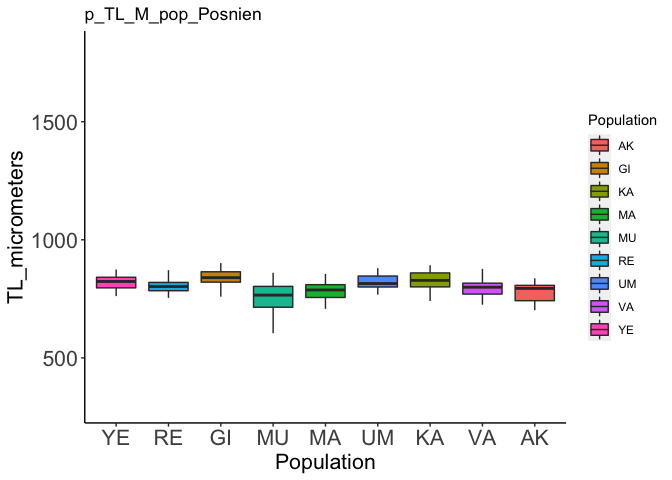 p_TL_M_pop_Posnien
TL_micrometers
1500
1000
500
YE RE GI MU MA UM KA VA AK
Population
Population
AK
GI
KA
MA
MU
RE
UM
VA
YE